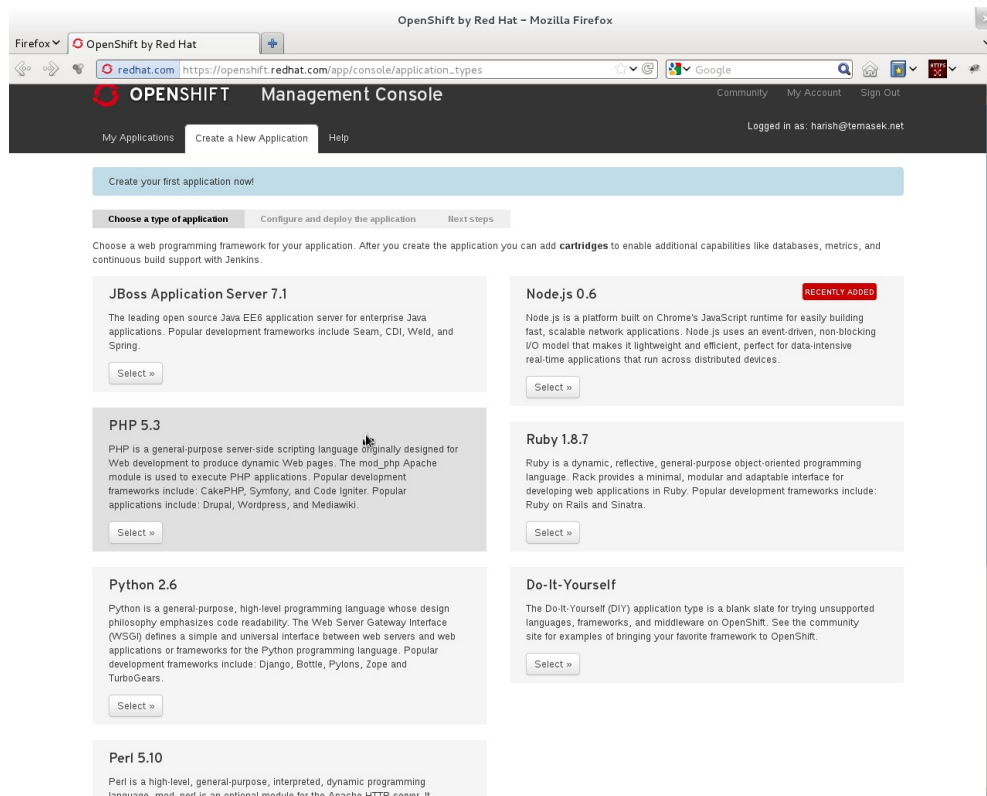 OpenShift by Red Hat – Mozilla Firefox
Firefox
OpenShift by Red Hat
redhat.com https://openshift.redhat.com/app/console/application_types
Google
OPENSHIFT Management Console
Community My Account Sign Out
Logged in as: harish@temasek.net
My Applications Create a New Application Help
Create your first application now!
Choose a type of application Configure and deploy the application Next steps
Choose a web programming framework for your application. After you create the application you can add cartridges to enable additional capabilities like databases, metrics, and
continuous build support with Jenkins.
JBoss Application Server 7.1
The leading open source Java EE6 application server for enterprise Java
applications. Popular development frameworks include Seam, CDI, Weld, and
Spring.
Select »
Node.js 0.6
RECENTLY ADDED
Node.js is a platform built on Chrome's JavaScript runtime for easily building
fast, scalable network applications. Node.js uses an event-driven, non-blocking
I/O model that makes it lightweight and efficient, perfect for data-intensive
real-time applications that run across distributed devices.
Select »
PHP 5.3
PHP is a general-purpose server-side scripting language originally designed for
Web development to produce dynamic Web pages. The mod_php Apache
module is used to execute PHP applications. Popular development
frameworks include: CakePHP, Symfony, and Code Igniter. Popular
applications include: Drupal, Wordpress, and Mediawiki.
Select »
Ruby 1.8.7
Ruby is a dynamic, reflective, general-purpose object-oriented programming
language. Rack provides a minimal, modular and adaptable interface for
developing web applications in Ruby. Popular development frameworks include:
Ruby on Rails and Sinatra.
Select »
Python 2.6
Python is a general-purpose, high-level programming language whose design
philosophy emphasizes code readability. The Web Server Gateway Interface
(WSGI) defines a simple and universal interface between web servers and web
applications or frameworks for the Python programming language. Popular
development frameworks include: Django, Bottle, Pylons, Zope and
TurboGears.
Select »
Do-It-Yourself
The Do-It-Yourself (DIY) application type is a blank slate for trying unsupported
languages, frameworks, and middleware on OpenShift. See the community
site for examples of bringing your favorite framework to OpenShift.
Select »
Perl 5.10
Perl is a high-level, general-purpose, interpreted, dynamic programming
language. mod_perl is an optional module for the Apache HTTP server. It